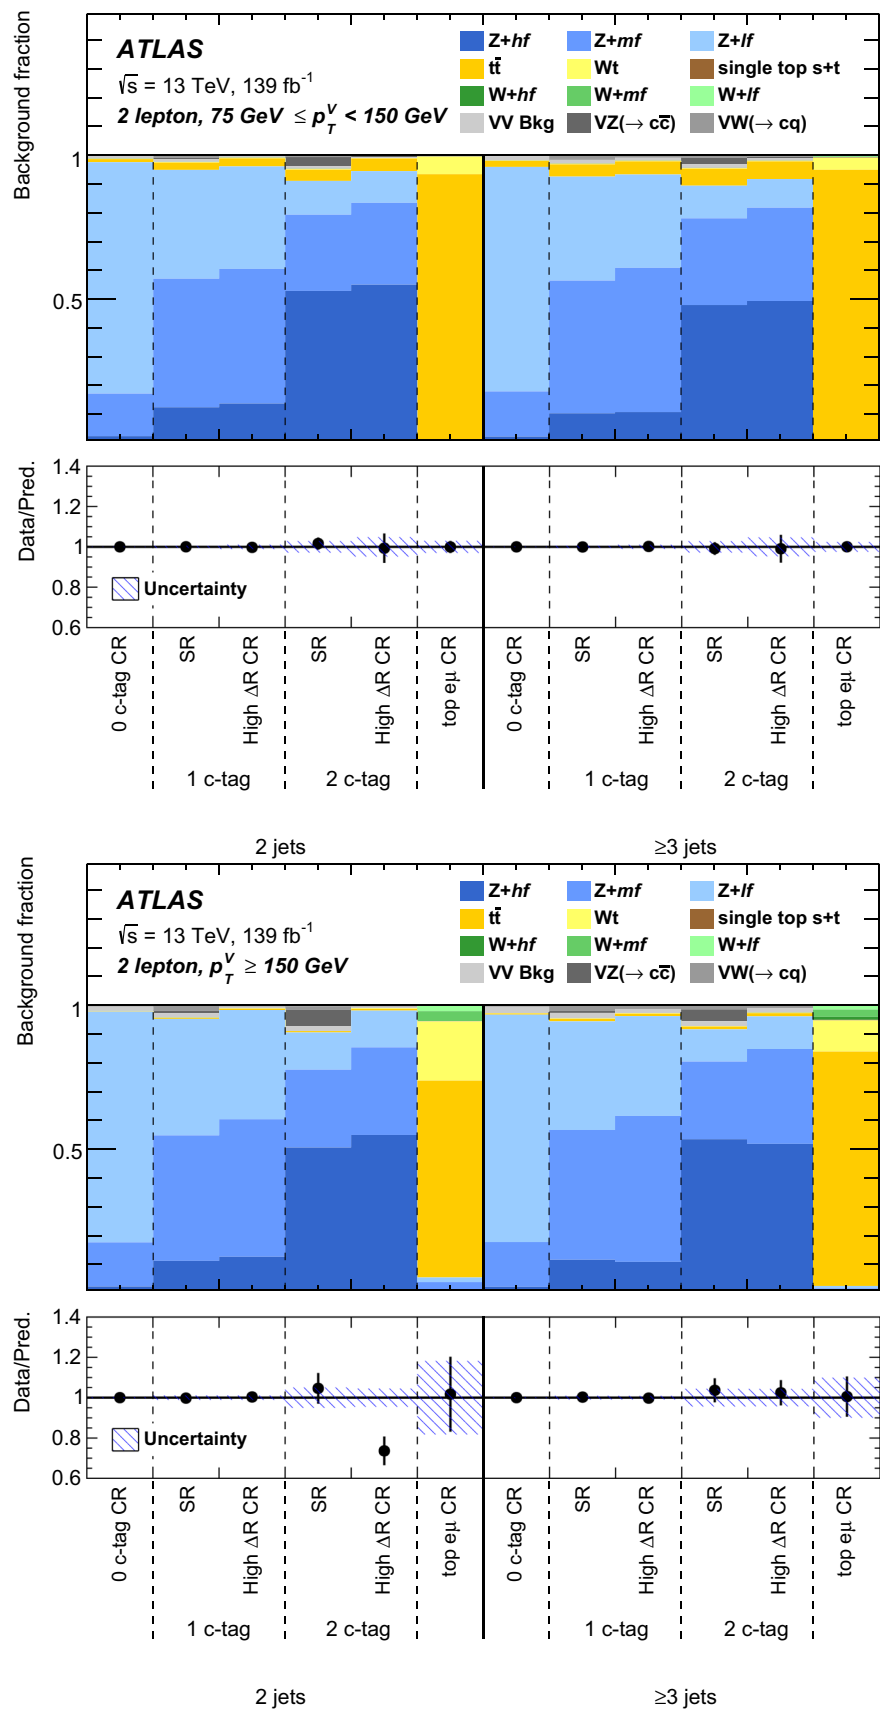 Background fraction
ATLAS
√s = 13 TeV, 139 fb⁻¹
2 lepton, 75 GeV ≤ p_T^V < 150 GeV
Z+hf Z+mf Z+lf
tt̄ Wt single top s+t
W+hf W+mf W+lf
VV Bkg VZ(→ cc̄) VW(→ cq)
1
0.5
Data/Pred.
1.4
1.2
1
0.8
0.6
Uncertainty
0 c-tag CR SR High ΔR CR SR High ΔR CR top eμ CR 0 c-tag CR SR High ΔR CR SR High ΔR CR top eμ CR
1 c-tag 2 c-tag 1 c-tag 2 c-tag
2 jets ≥3 jets
Background fraction
ATLAS
√s = 13 TeV, 139 fb⁻¹
2 lepton, p_T^V ≥ 150 GeV
Z+hf Z+mf Z+lf
tt̄ Wt single top s+t
W+hf W+mf W+lf
VV Bkg VZ(→ cc̄) VW(→ cq)
1
0.5
Data/Pred.
1.4
1.2
1
0.8
0.6
Uncertainty
0 c-tag CR SR High ΔR CR SR High ΔR CR top eμ CR 0 c-tag CR SR High ΔR CR SR High ΔR CR top eμ CR
1 c-tag 2 c-tag 1 c-tag 2 c-tag
2 jets ≥3 jets